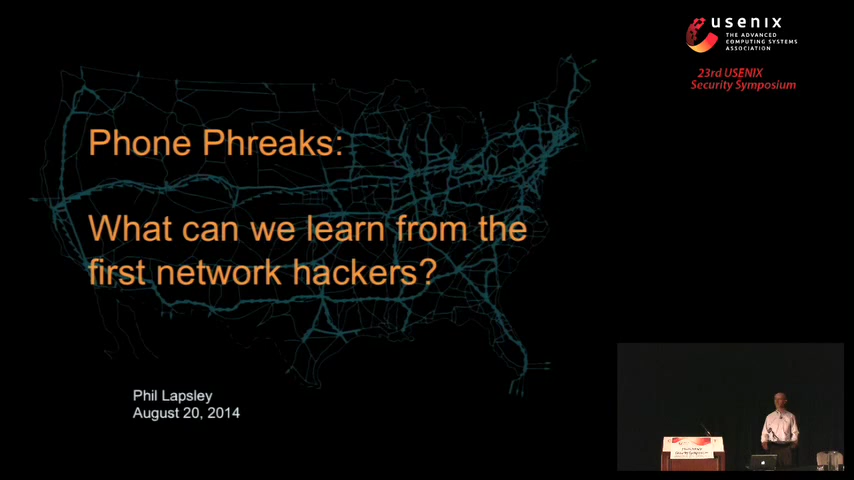 usenix
THE ADVANCED
COMPUTING SYSTEMS
ASSOCIATION
23rd USENIX
Security Symposium
Phone Phreaks:
What can we learn from the
first network hackers?
Phil Lapsley
August 20, 2014